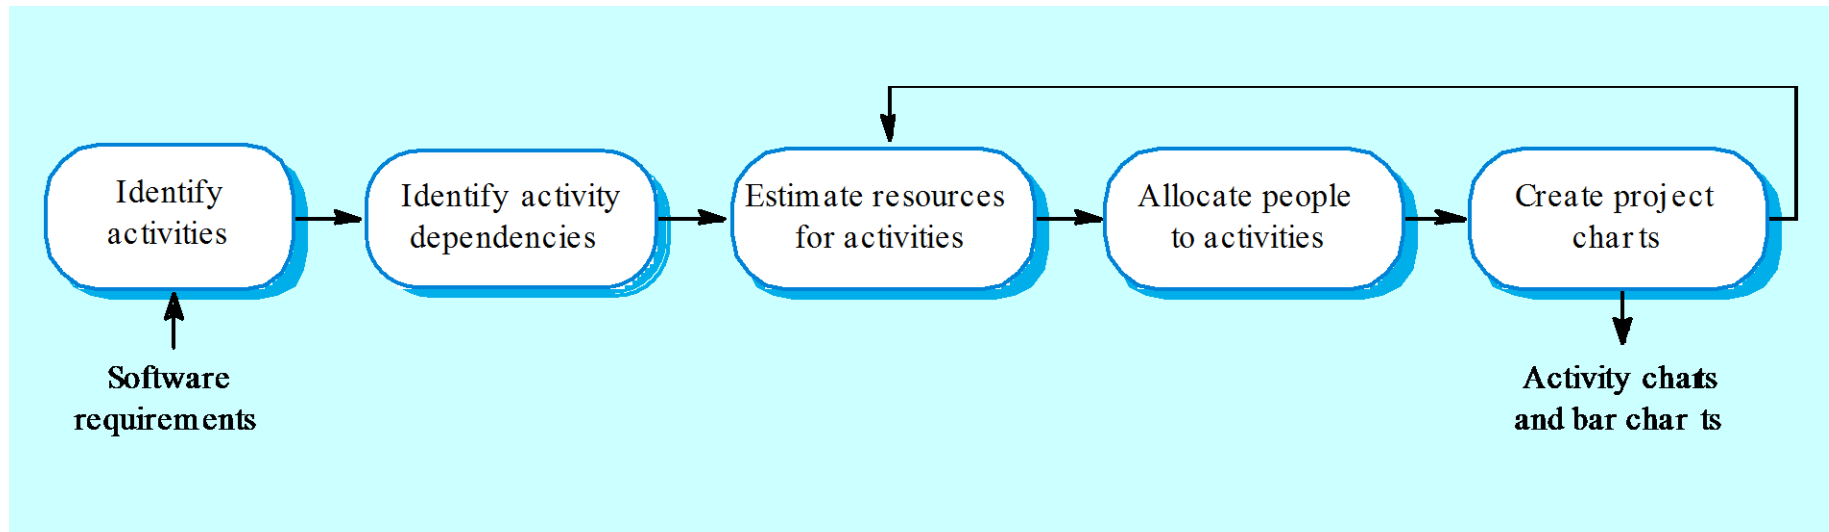 Identify
activities
Identify activity
dependencies
Estimate resources
for activities
Allocate people
to activities
Create project
charts
Software
requirements
Activity charts
and bar charts